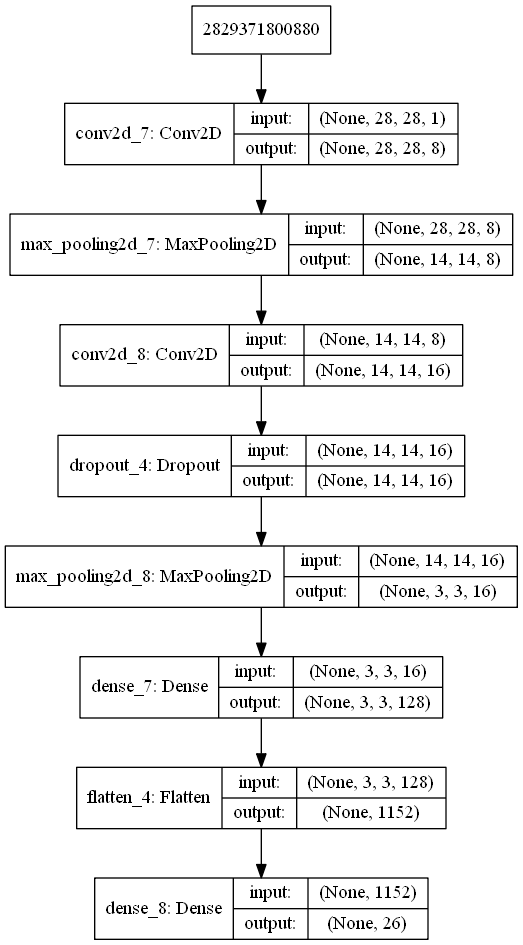 2829371800880
conv2d_7: Conv2D
input: (None, 28, 28, 1)
output: (None, 28, 28, 8)
max_pooling2d_7: MaxPooling2D
input: (None, 28, 28, 8)
output: (None, 14, 14, 8)
conv2d_8: Conv2D
input: (None, 14, 14, 8)
output: (None, 14, 14, 16)
dropout_4: Dropout
input: (None, 14, 14, 16)
output: (None, 14, 14, 16)
max_pooling2d_8: MaxPooling2D
input: (None, 14, 14, 16)
output: (None, 3, 3, 16)
dense_7: Dense
input: (None, 3, 3, 16)
output: (None, 3, 3, 128)
flatten_4: Flatten
input: (None, 3, 3, 128)
output: (None, 1152)
dense_8: Dense
input: (None, 1152)
output: (None, 26)